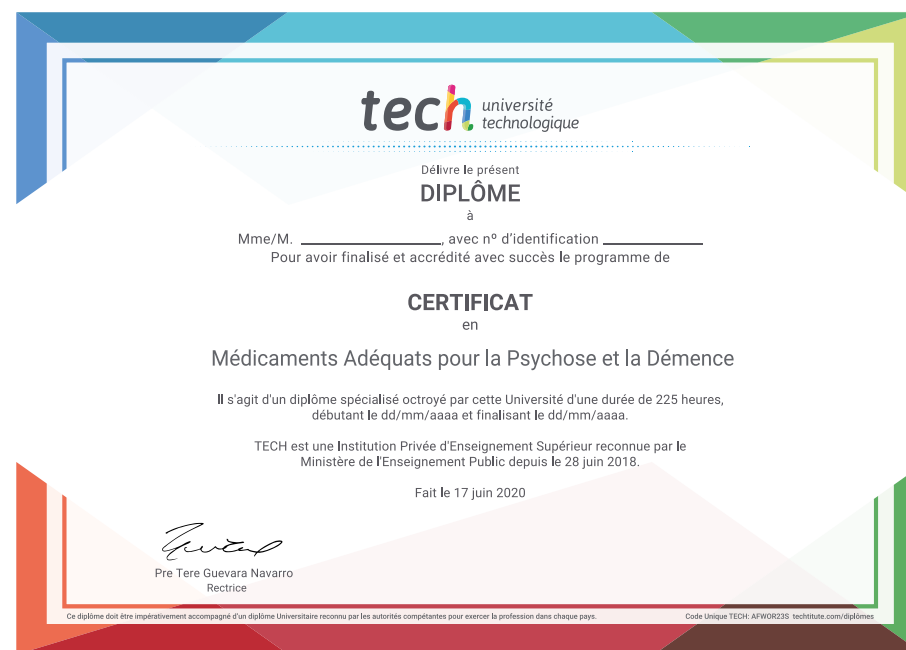 tech université
technologique
Délivre le présent
DIPLÔME
à
Mme/M. ____________, avec nº d'identification ____________
Pour avoir finalisé et accrédité avec succès le programme de
CERTIFICAT
en
Médicaments Adéquats pour la Psychose et la Démence
Il s'agit d'un diplôme spécialisé octroyé par cette Université d'une durée de 225 heures,
débutant le dd/mm/aaaa et finalisant le dd/mm/aaaa.
TECH est une Institution Privée d'Enseignement Supérieur reconnue par le
Ministère de l'Enseignement Public depuis le 28 juin 2018.
Fait le 17 juin 2020
Pre Tere Guevara Navarro
Rectrice
Ce diplôme doit être impérativement accompagné d'un diplôme Universitaire reconnu par les autorités compétantes pour exercer la profession dans chaque pays.
Code Unique TECH: AFWOR23S techtitute.com/diplômes